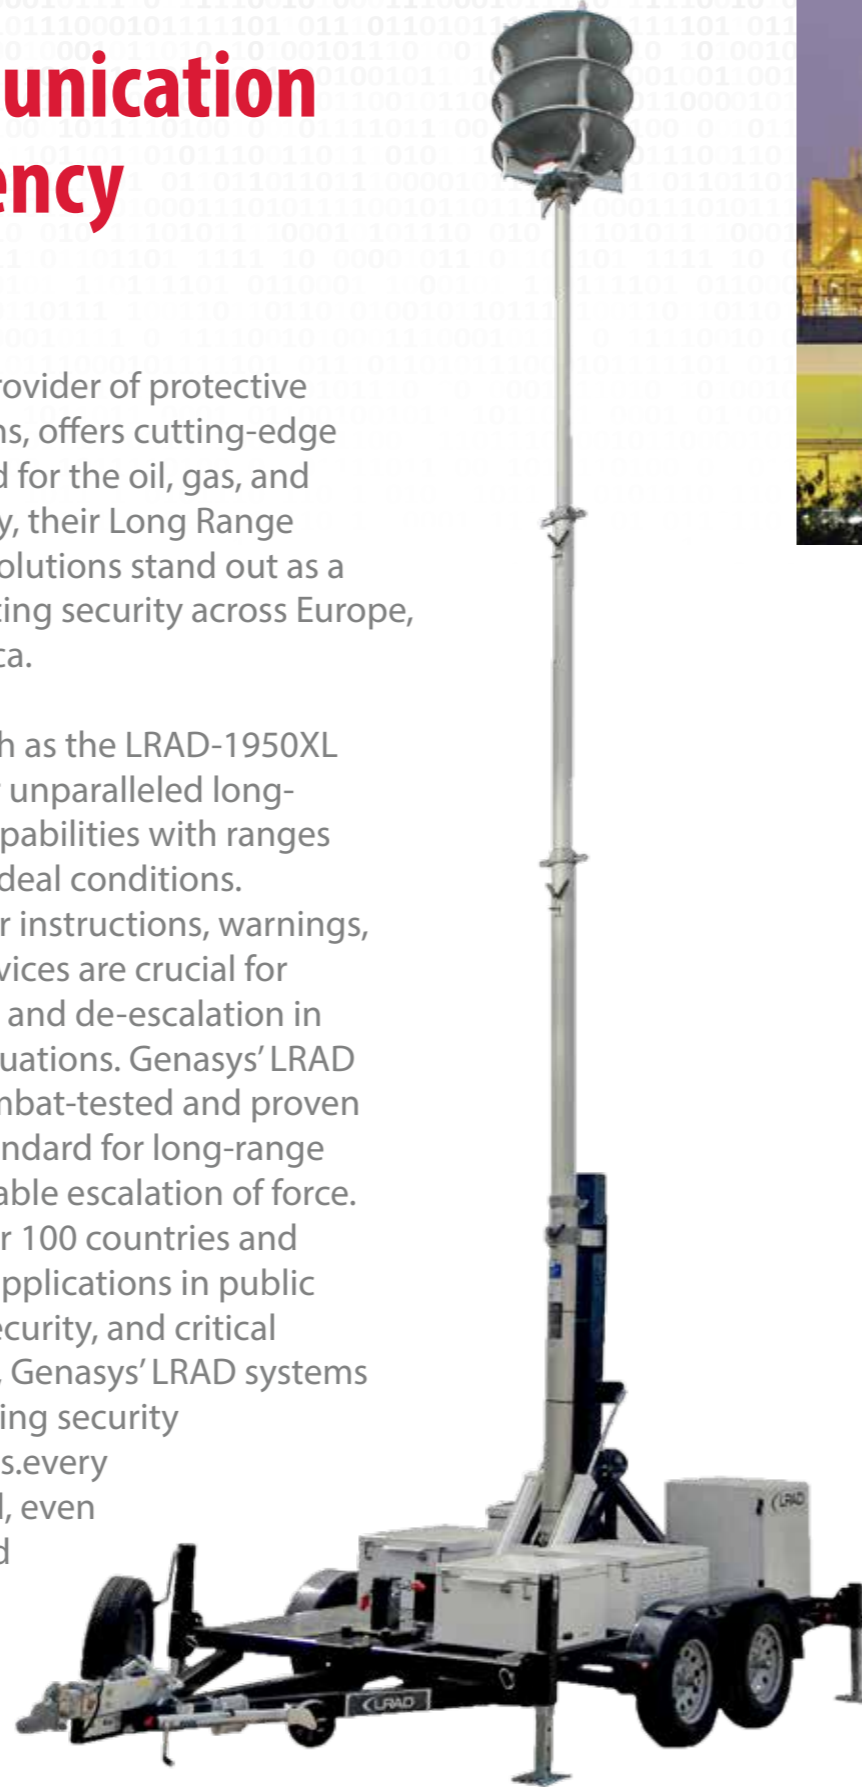 unication
ency
rovider of protective
ns, offers cutting-edge
d for the oil, gas, and
y, their Long Range
olutions stand out as a
ting security across Europe,
ca.
h as the LRAD-1950XL
r unparalleled long-
pabilities with ranges
deal conditions.
r instructions, warnings,
vices are crucial for
and de-escalation in
uations. Genasys’ LRAD
mbat-tested and proven
ndard for long-range
able escalation of force.
r 100 countries and
applications in public
ecurity, and critical
, Genasys’ LRAD systems
ing security
s.every
d, even
d
LRAD
LRAD